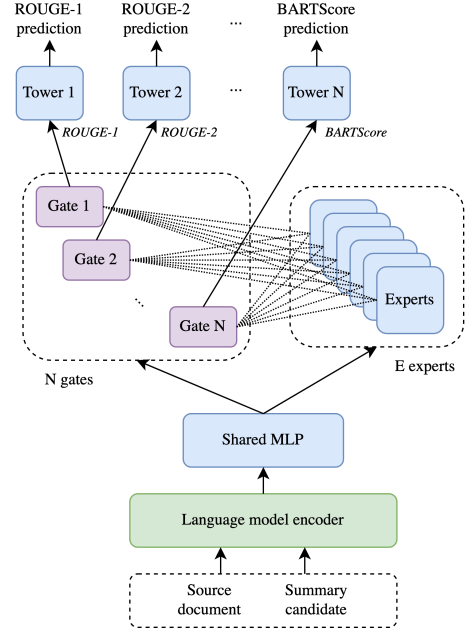 ROUGE-1 ROUGE-2 ... BARTScore
prediction prediction prediction
Tower 1 Tower 2 ... Tower N
ROUGE-1 ROUGE-2 BARTScore
Gate 1
Gate 2
...
Gate N
Experts
N gates
E experts
Shared MLP
Language model encoder
Source Summary
document candidate